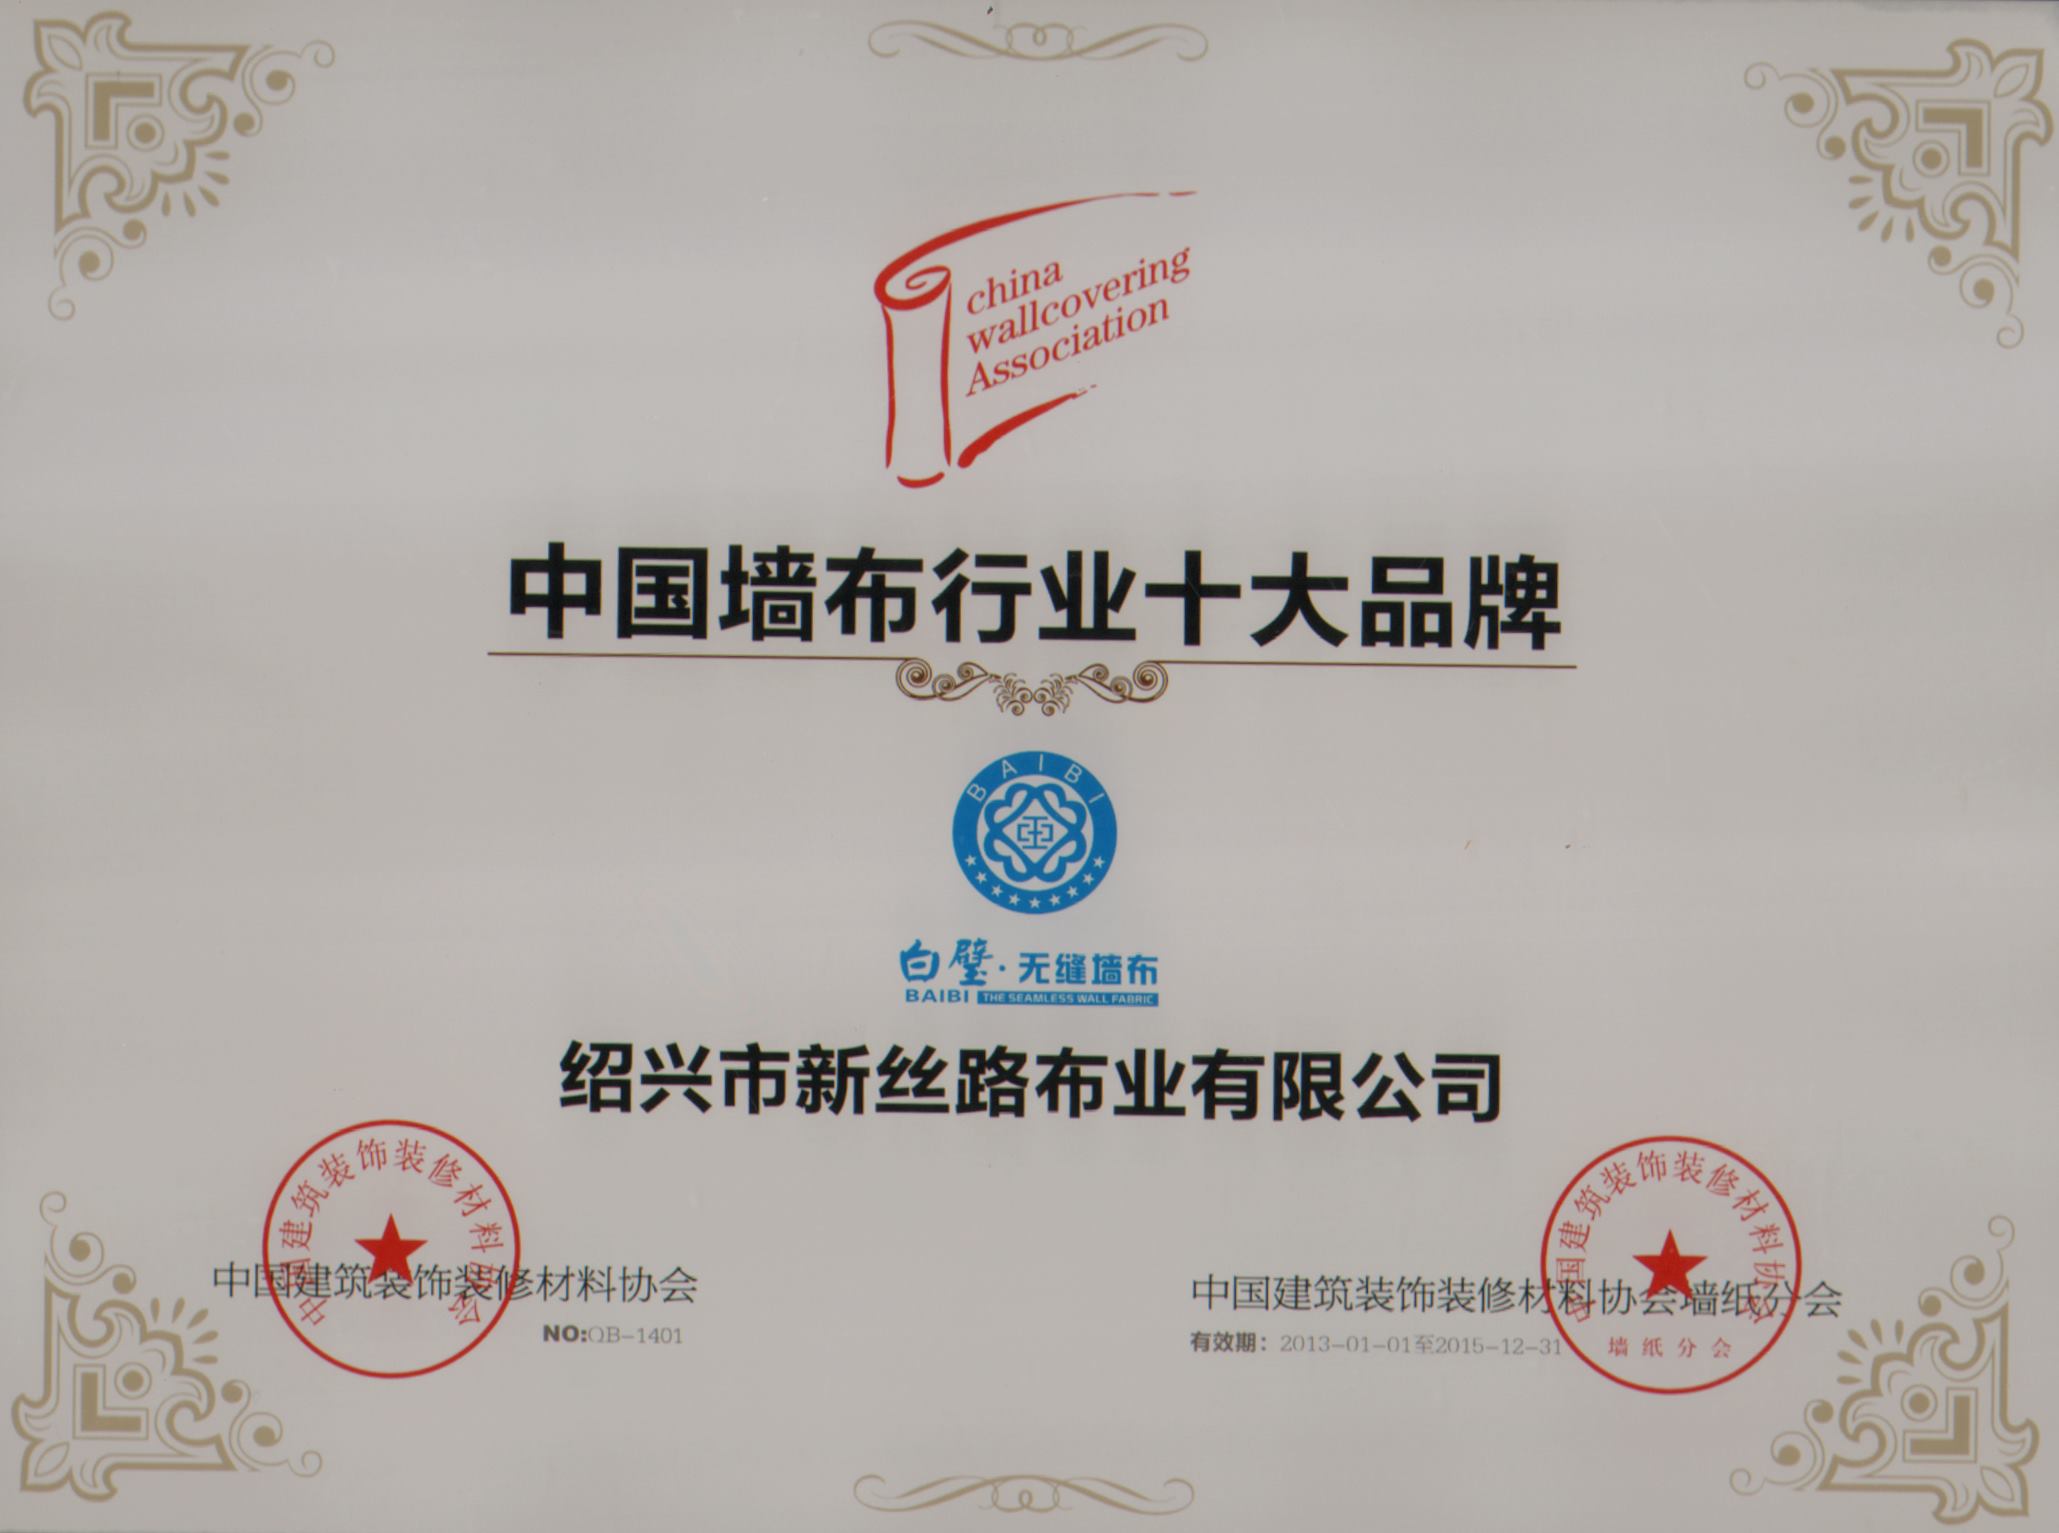 china
wallcovering
Association
中国墙布行业十大品牌
BAIBI
白璧·无缝墙布
BAIBI THE SEAMLESS WALL FABRIC
绍兴市新丝路布业有限公司
中国建筑装饰装修材料协会
中国建筑装饰装修材料协会
NO:QB-1401
中国建筑装饰装修材料协会
中国建筑装饰装修材料协会墙纸分会
有效期：2013-01-01至2015-12-31
墙纸分会